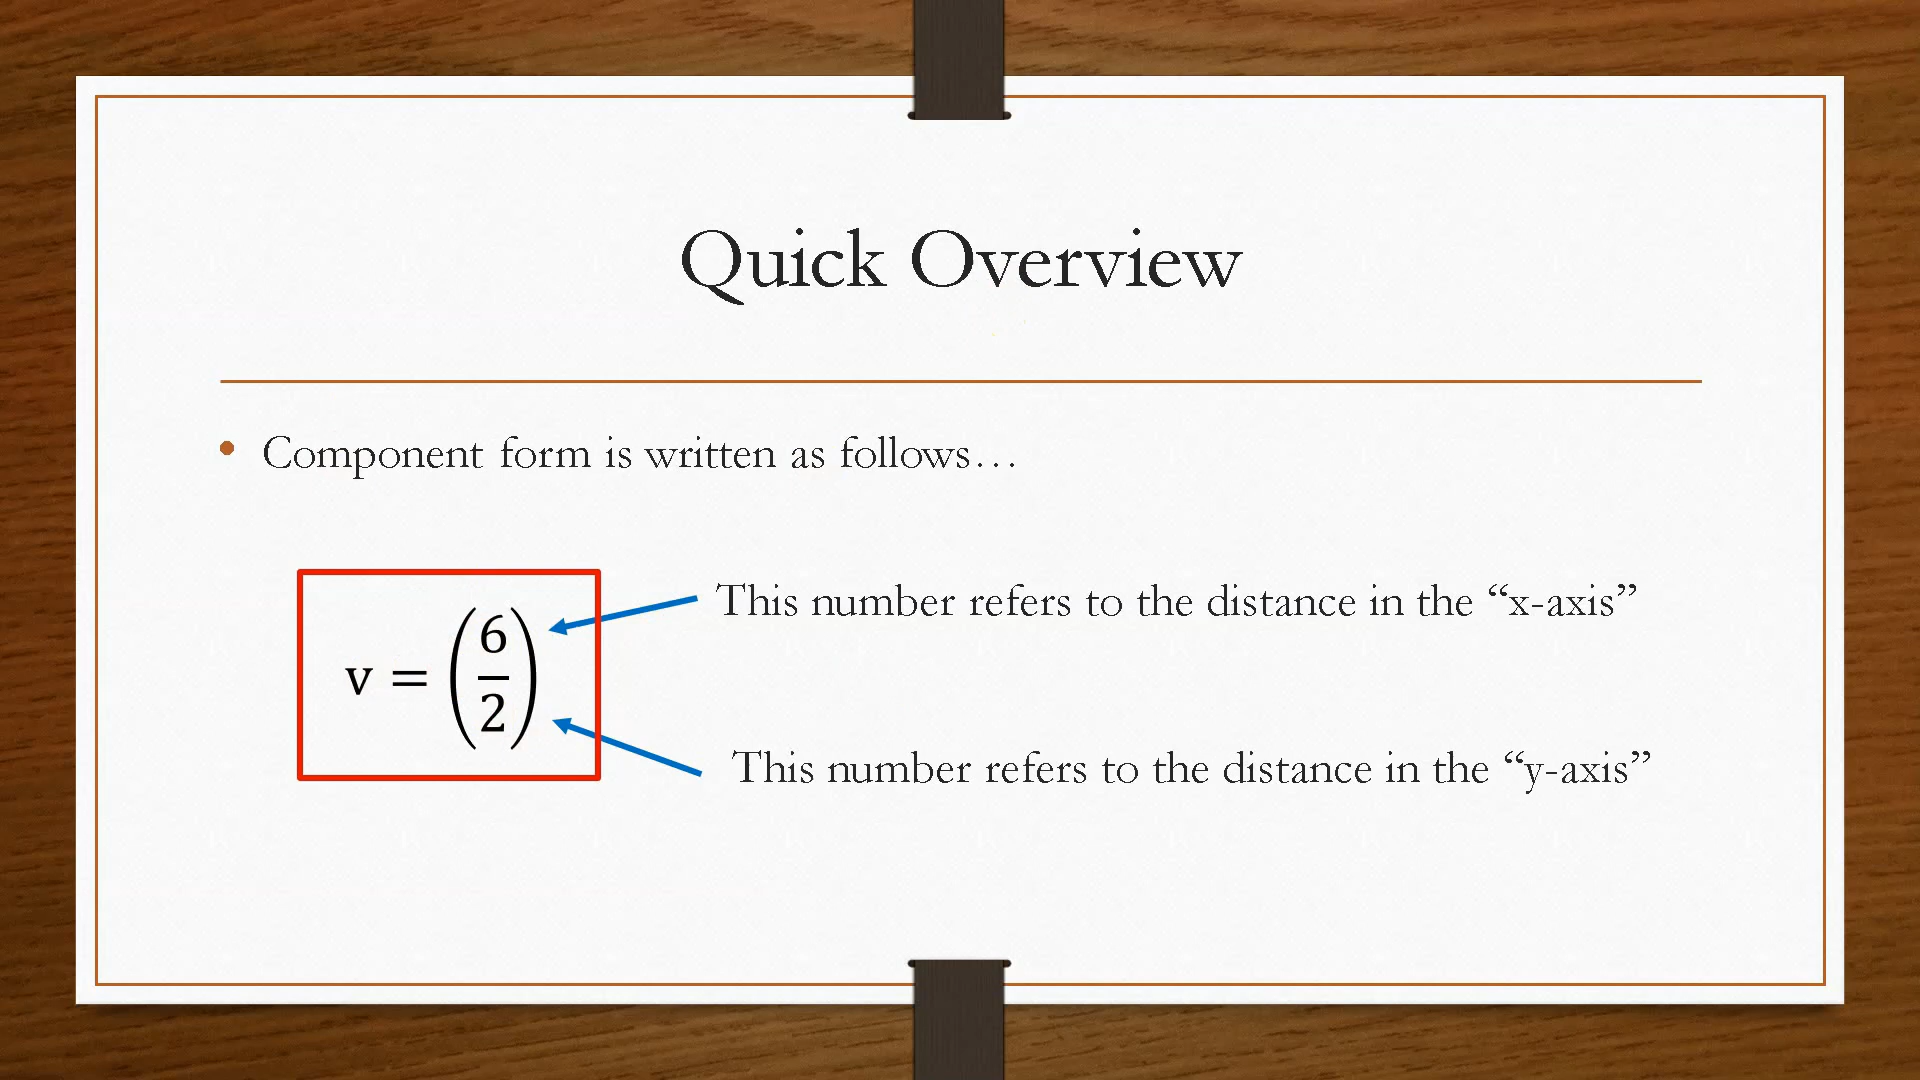 Quick Overview
• Component form is written as follows…
This number refers to the distance in the “x-axis”
v = (6/2)
This number refers to the distance in the “y-axis”